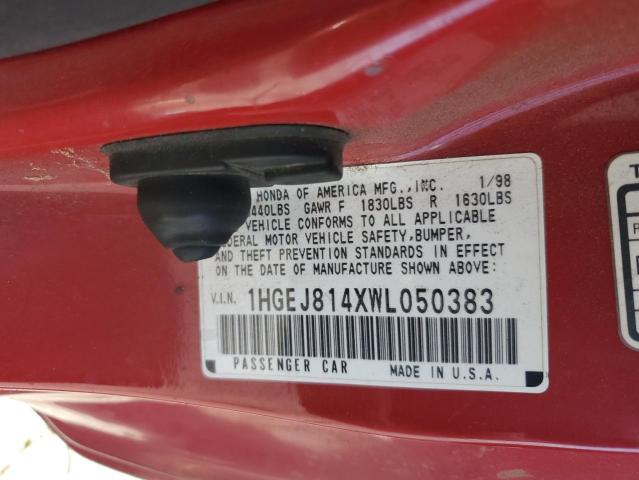 HONDA OF AMERICA MFG.,INC. 1/98
440LBS GAWR F 1830LBS R 1630LBS
VEHICLE CONFORMS TO ALL APPLICABLE
DERAL MOTOR VEHICLE SAFETY,BUMPER,
AND THEFT PREVENTION STANDARDS IN EFFECT
ON THE DATE OF MANUFACTURE SHOWN ABOVE:
V.I.N. 1HGEJ814XWL050383
PASSENGER CAR MADE IN U.S.A.